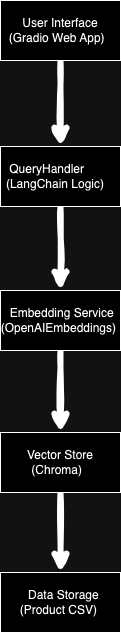 User Interface
(Gradio Web App)
QueryHandler
(LangChain Logic)
Embedding Service
(OpenAIEmbeddings)
Vector Store
(Chroma)
Data Storage
(Product CSV)